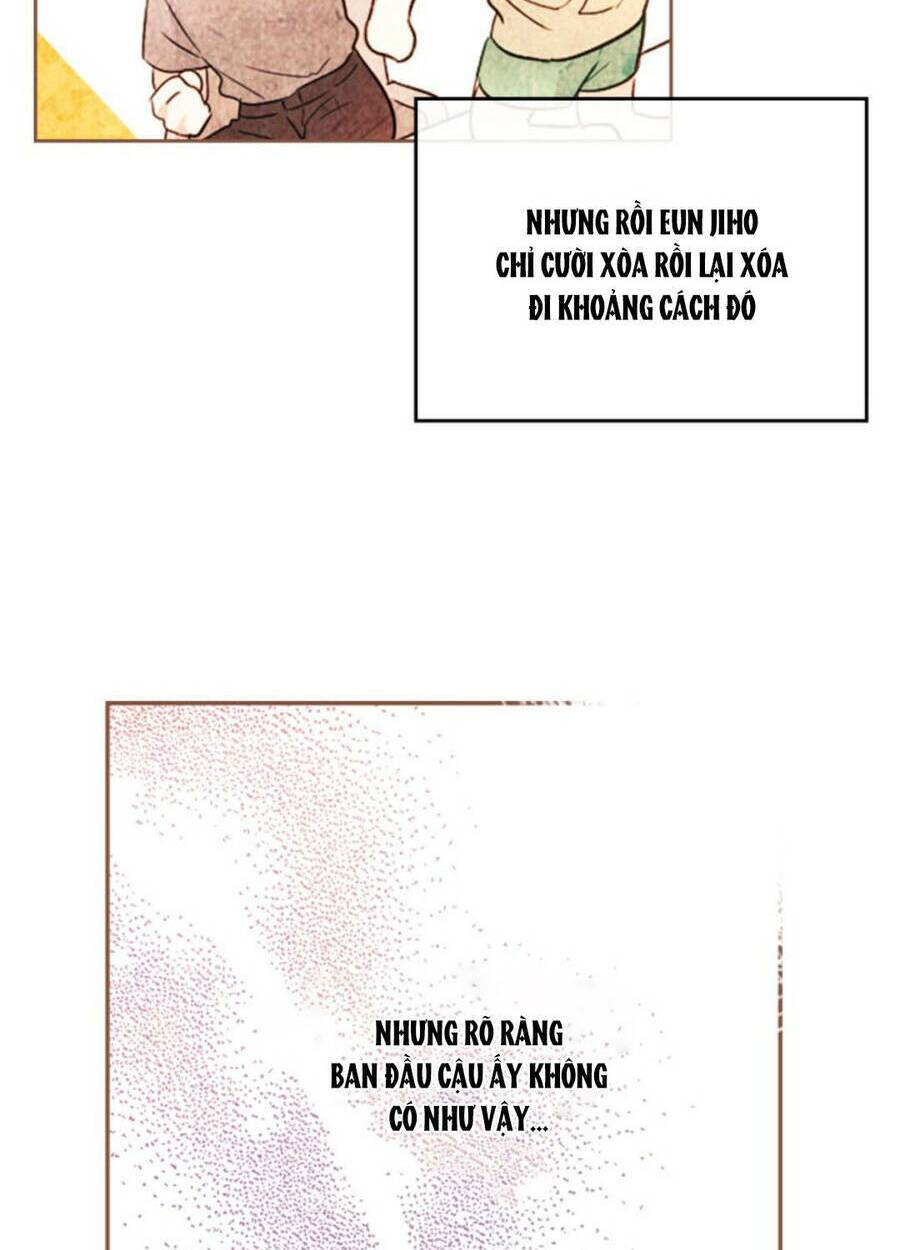 NHƯNG RỒI EUN JIHO
CHỈ CƯỜI XÒA RỒI LẠI XÓA
ĐI KHOẢNG CÁCH ĐÓ
NHƯNG RÕ RÀNG
BAN ĐẦU CẬU ẤY KHÔNG
CÓ NHƯ VẬY...